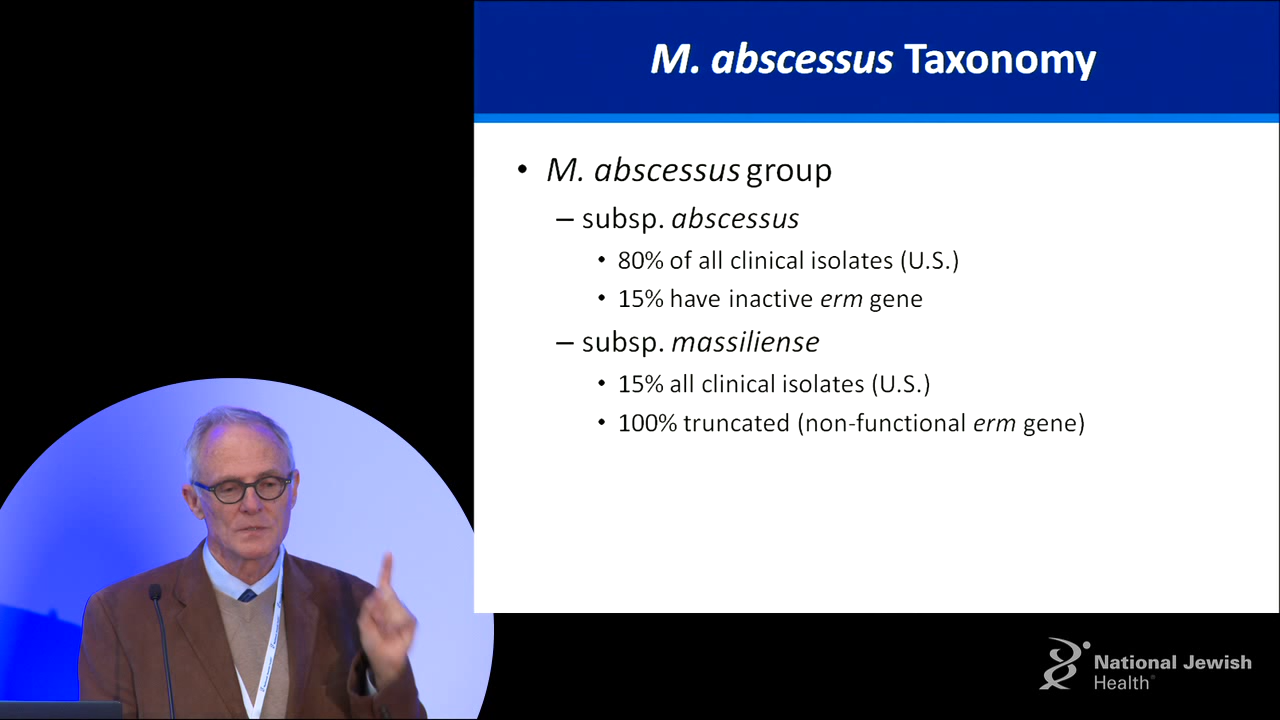 M. abscessus Taxonomy
• M. abscessus group
– subsp. abscessus
• 80% of all clinical isolates (U.S.)
• 15% have inactive erm gene
– subsp. massiliense
• 15% all clinical isolates (U.S.)
• 100% truncated (non-functional erm gene)
National Jewish
Health®